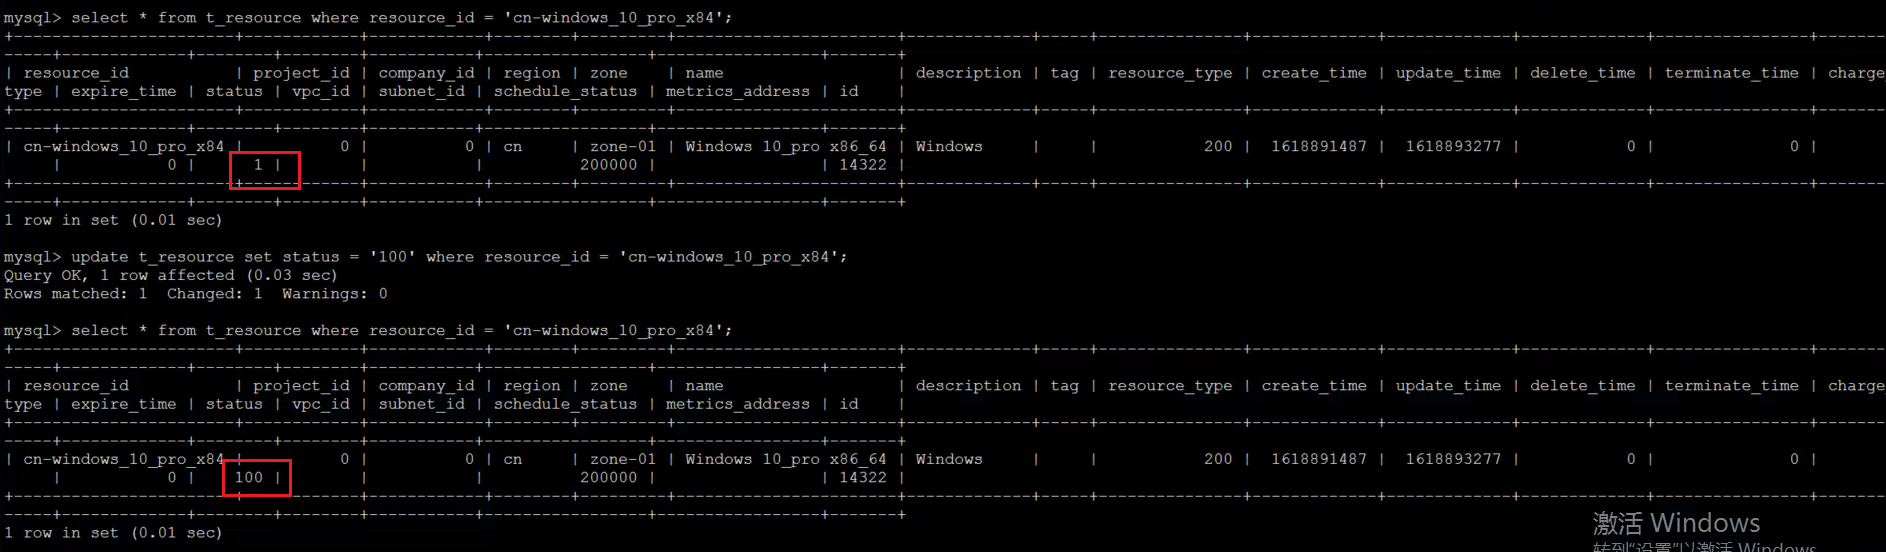 mysql> select * from t_resource where resource_id = 'cn-windows_10_pro_x84';
+-----------------------+------------+------------+--------+---------+-----------------------+-------------+-----+---------------+-------------+-------------+-------------+----------------+-------
-----+-------------+--------+--------+------------+-----------------+-----------------+-------+
| resource_id | project_id | company_id | region | zone | name | description | tag | resource_type | create_time | update_time | delete_time | terminate_time | charge
type | expire_time | status | vpc_id | subnet_id | schedule_status | metrics_address | id |
+-----------------------+------------+------------+--------+---------+-----------------------+-------------+-----+---------------+-------------+-------------+-------------+----------------+-------
-----+-------------+--------+--------+------------+-----------------+-----------------+-------+
| cn-windows_10_pro_x84 | 0 | 0 | cn | zone-01 | Windows 10_pro x86_64 | Windows | | 200 | 1618891487 | 1618893277 | 0 | 0 |
| 0 | 1 | | | 200000 | | 14322 |
+-----------------------+------------+------------+--------+---------+-----------------------+-------------+-----+---------------+-------------+-------------+-------------+----------------+-------
-----+-------------+--------+--------+------------+-----------------+-----------------+-------+
1 row in set (0.01 sec)
mysql> update t_resource set status = '100' where resource_id = 'cn-windows_10_pro_x84';
Query OK, 1 row affected (0.03 sec)
Rows matched: 1 Changed: 1 Warnings: 0
mysql> select * from t_resource where resource_id = 'cn-windows_10_pro_x84';
+-----------------------+------------+------------+--------+---------+-----------------------+-------------+-----+---------------+-------------+-------------+-------------+----------------+-------
-----+-------------+--------+--------+------------+-----------------+-----------------+-------+
| resource_id | project_id | company_id | region | zone | name | description | tag | resource_type | create_time | update_time | delete_time | terminate_time | charge
type | expire_time | status | vpc_id | subnet_id | schedule_status | metrics_address | id |
+-----------------------+------------+------------+--------+---------+-----------------------+-------------+-----+---------------+-------------+-------------+-------------+----------------+-------
-----+-------------+--------+--------+------------+-----------------+-----------------+-------+
| cn-windows_10_pro_x84 | 0 | 0 | cn | zone-01 | Windows 10_pro x86_64 | Windows | | 200 | 1618891487 | 1618893277 | 0 | 0 |
| 0 | 100 | | | 200000 | | 14322 |
+-----------------------+------------+------------+--------+---------+-----------------------+-------------+-----+---------------+-------------+-------------+-------------+----------------+-------
-----+-------------+--------+--------+------------+-----------------+-----------------+-------+
1 row in set (0.01 sec)
激活 Windows
转到"设置"以激活 Windows